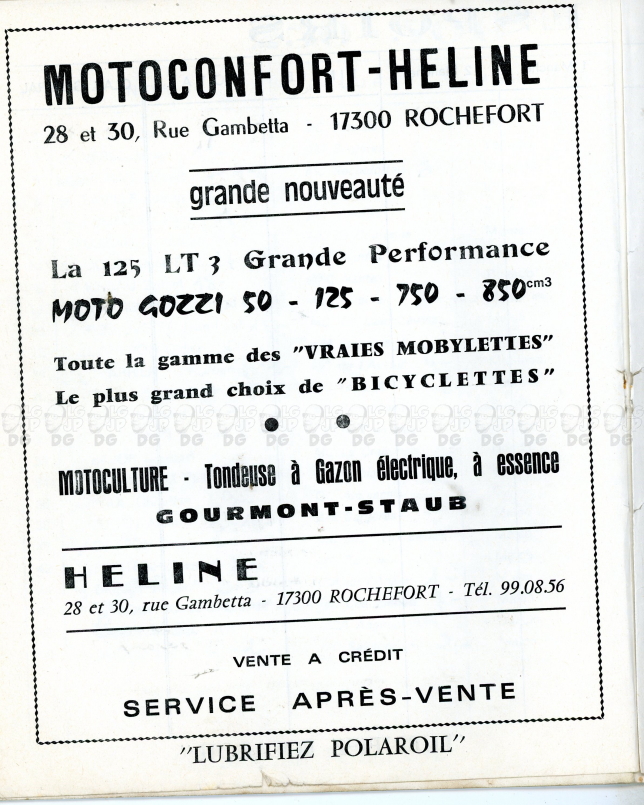 MOTOCONFORT-HELINE
28 et 30, Rue Gambetta - 17300 ROCHEFORT
grande nouveauté
La 125 LT 3 Grande Performance
MOTO GOZZI 50 - 125 - 750 - 850cm3
Toute la gamme des "VRAIES MOBYLETTES"
Le plus grand choix de "BICYCLETTES"
MOTOCULTURE - Tondeuse à Gazon électrique, à essence
GOURMONT-STAUB
HELINE
28 et 30, rue Gambetta - 17300 ROCHEFORT - Tél. 99.08.56
VENTE A CRÉDIT
SERVICE APRÈS-VENTE
"LUBRIFIEZ POLAROIL"